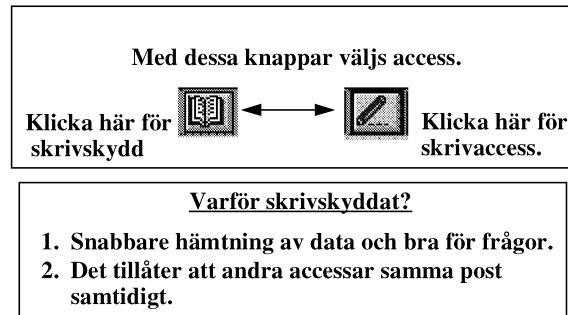 Med dessa knappar väljs access.
Klicka här för
skrivskydd
Klicka här för
skrivaccess.
Varför skrivskyddat?
1. Snabbare hämtning av data och bra för frågor.
2. Det tillåter att andra accessar samma post
samtidigt.